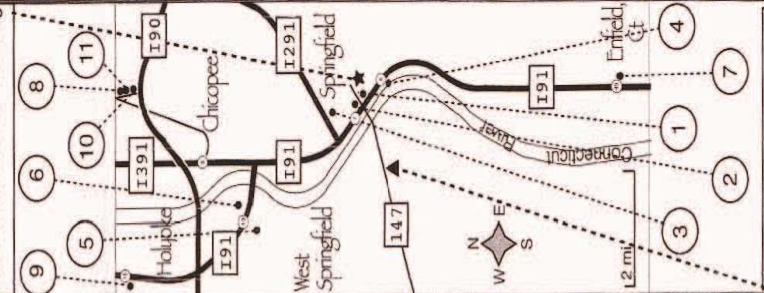 9
5
6
10
8
11
Holyoke
I391
I90
I91
Chicopee
West
Springfield
I91
I291
Springfield
147
N
E
W
S
River
I91
Connecticut
Enfield,
Ct
2 mi.
3
2
1
7
4